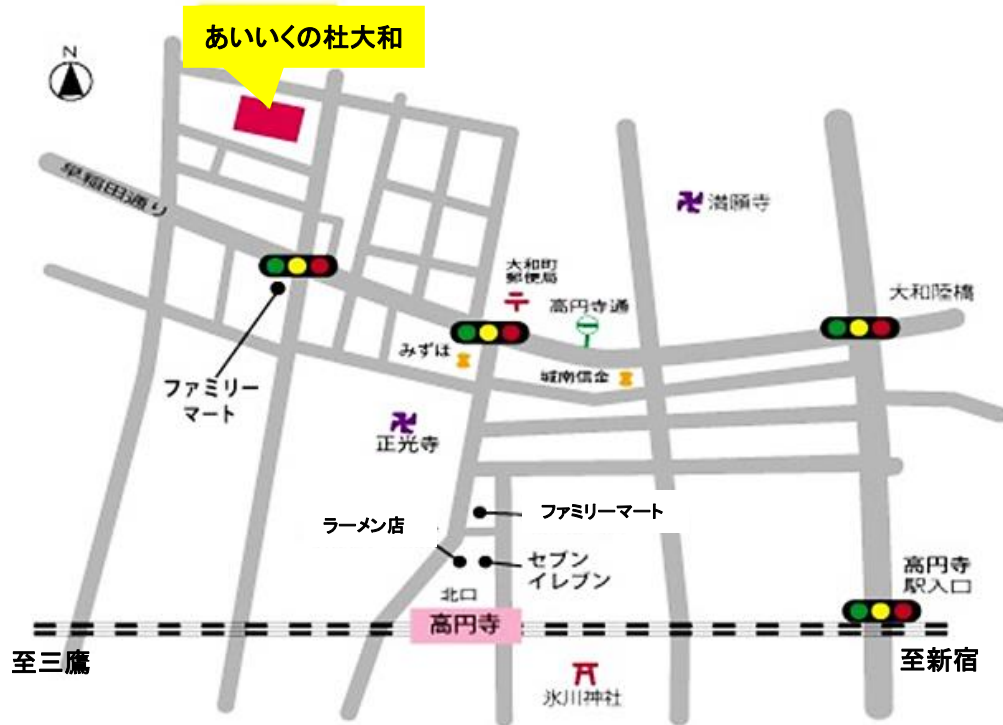 あいいくの杜大和
N
早稲田通り
満願寺
大和町
郵便局
高円寺通
大和陸橋
みずほ
城南信金
ファミリー
マート
正光寺
ラーメン店
ファミリーマート
セブン
イレブン
高円寺
駅入口
北口
高円寺
至三鷹
至新宿
氷川神社